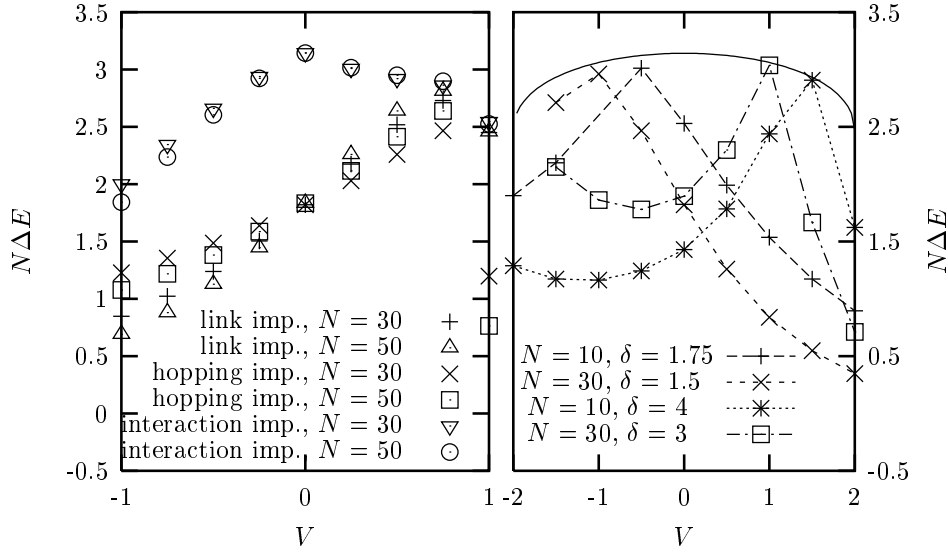 3.5
3
2.5
2
1.5
1
0.5
0
-0.5
NΔE
-1
0
1
V
link imp., N = 30
link imp., N = 50
hopping imp., N = 30
hopping imp., N = 50
interaction imp., N = 30
interaction imp., N = 50
N = 10, δ = 1.75
N = 30, δ = 1.5
N = 10, δ = 4
N = 30, δ = 3
-2
-1
0
1
2
V
3.5
2.5
1.5
0.5
-0.5
NΔE